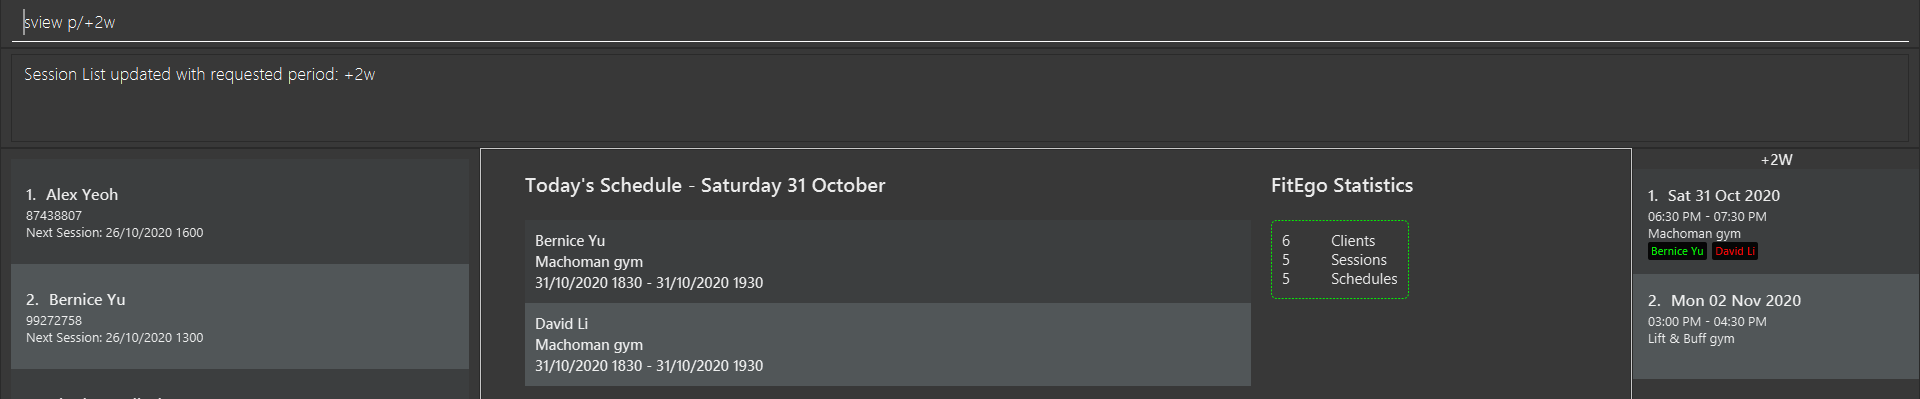 sview p/+2w
Session List updated with requested period: +2w
1. Alex Yeoh
87438807
Next Session: 26/10/2020 1600
2. Bernice Yu
99272758
Next Session: 26/10/2020 1300
Today's Schedule - Saturday 31 October
Bernice Yu
Machoman gym
31/10/2020 1830 - 31/10/2020 1930
David Li
Machoman gym
31/10/2020 1830 - 31/10/2020 1930
FitEgo Statistics
6 Clients
5 Sessions
5 Schedules
+2W
1. Sat 31 Oct 2020
06:30 PM - 07:30 PM
Machoman gym
Bernice Yu David Li
2. Mon 02 Nov 2020
03:00 PM - 04:30 PM
Lift & Buff gym